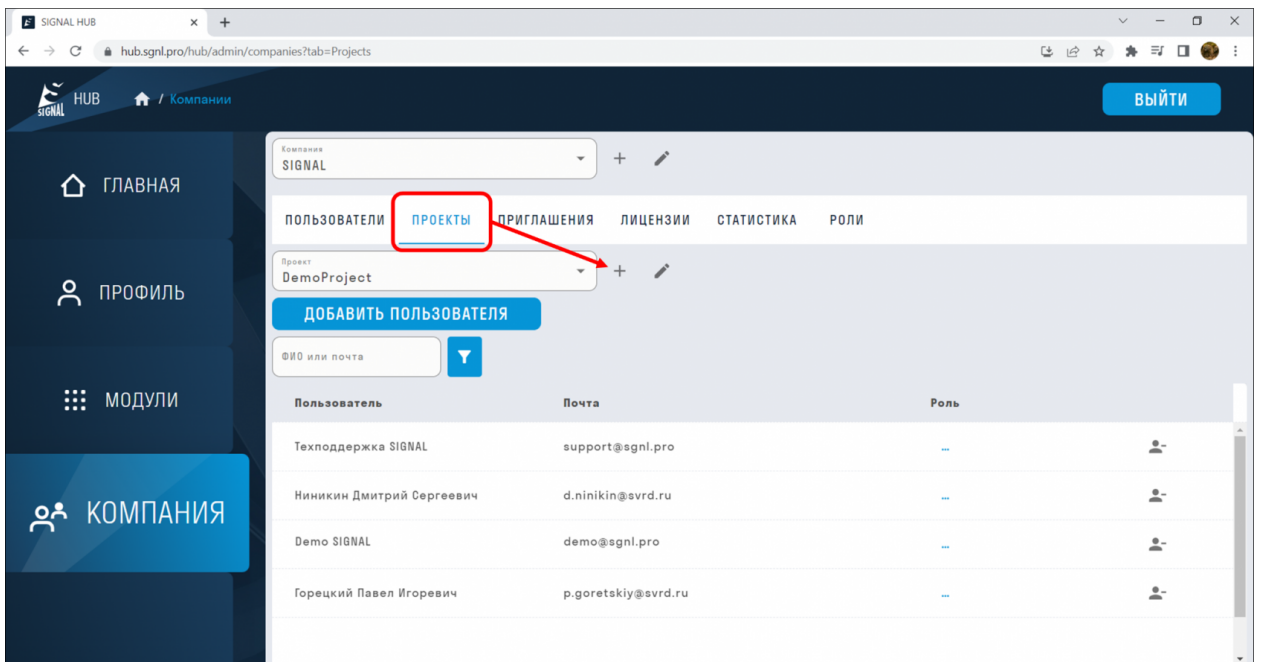 SIGNAL HUB
hub.sgnl.pro/hub/admin/companies?tab=Projects
SIGNAL HUB / Компании ВЫЙТИ
ГЛАВНАЯ
ПРОФИЛЬ
МОДУЛИ
КОМПАНИЯ
Компания
SIGNAL
ПОЛЬЗОВАТЕЛИ ПРОЕКТЫ ПРИГЛАШЕНИЯ ЛИЦЕНЗИИ СТАТИСТИКА РОЛИ
Проект
DemoProject
ДОБАВИТЬ ПОЛЬЗОВАТЕЛЯ
ФИО или почта
Пользователь Почта Роль
Техподдержка SIGNAL support@sgnl.pro ...
Ниникин Дмитрий Сергеевич d.ninikin@svrd.ru ...
Demo SIGNAL demo@sgnl.pro ...
Горецкий Павел Игоревич p.goretskiy@svrd.ru ...